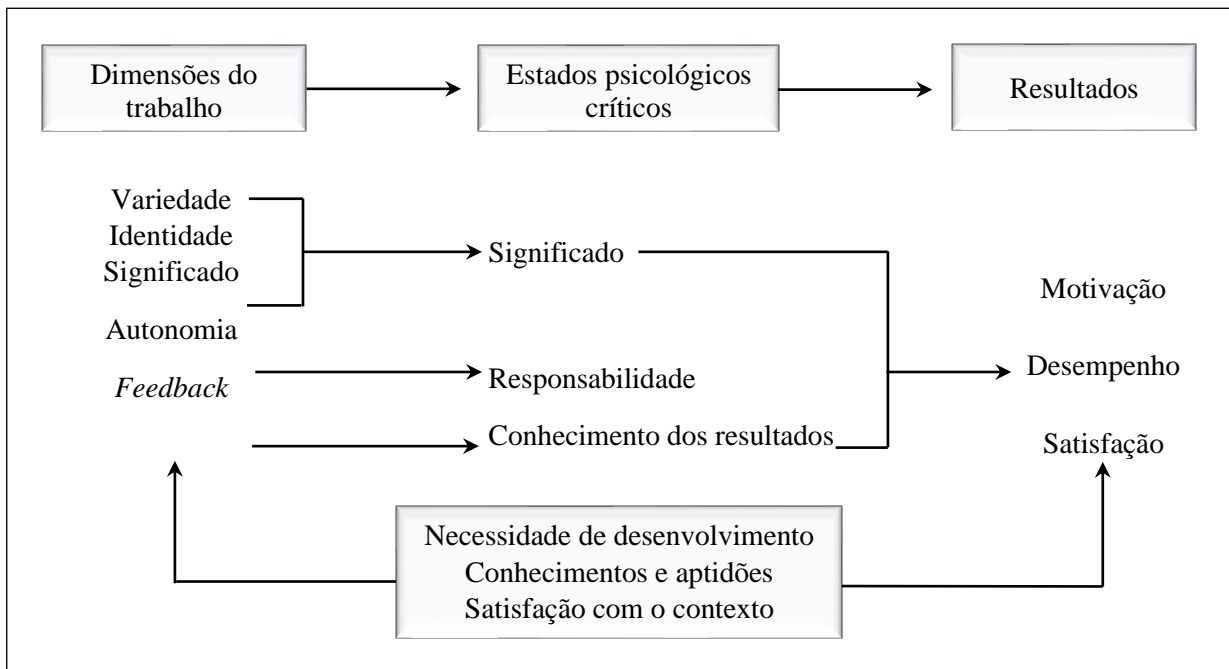 Dimensões do
trabalho
Estados psicológicos
críticos
Resultados
Variedade
Identidade
Significado
Autonomia
Feedback
Significado
Responsabilidade
Conhecimento dos resultados
Motivação
Desempenho
Satisfação
Necessidade de desenvolvimento
Conhecimentos e aptidões
Satisfação com o contexto